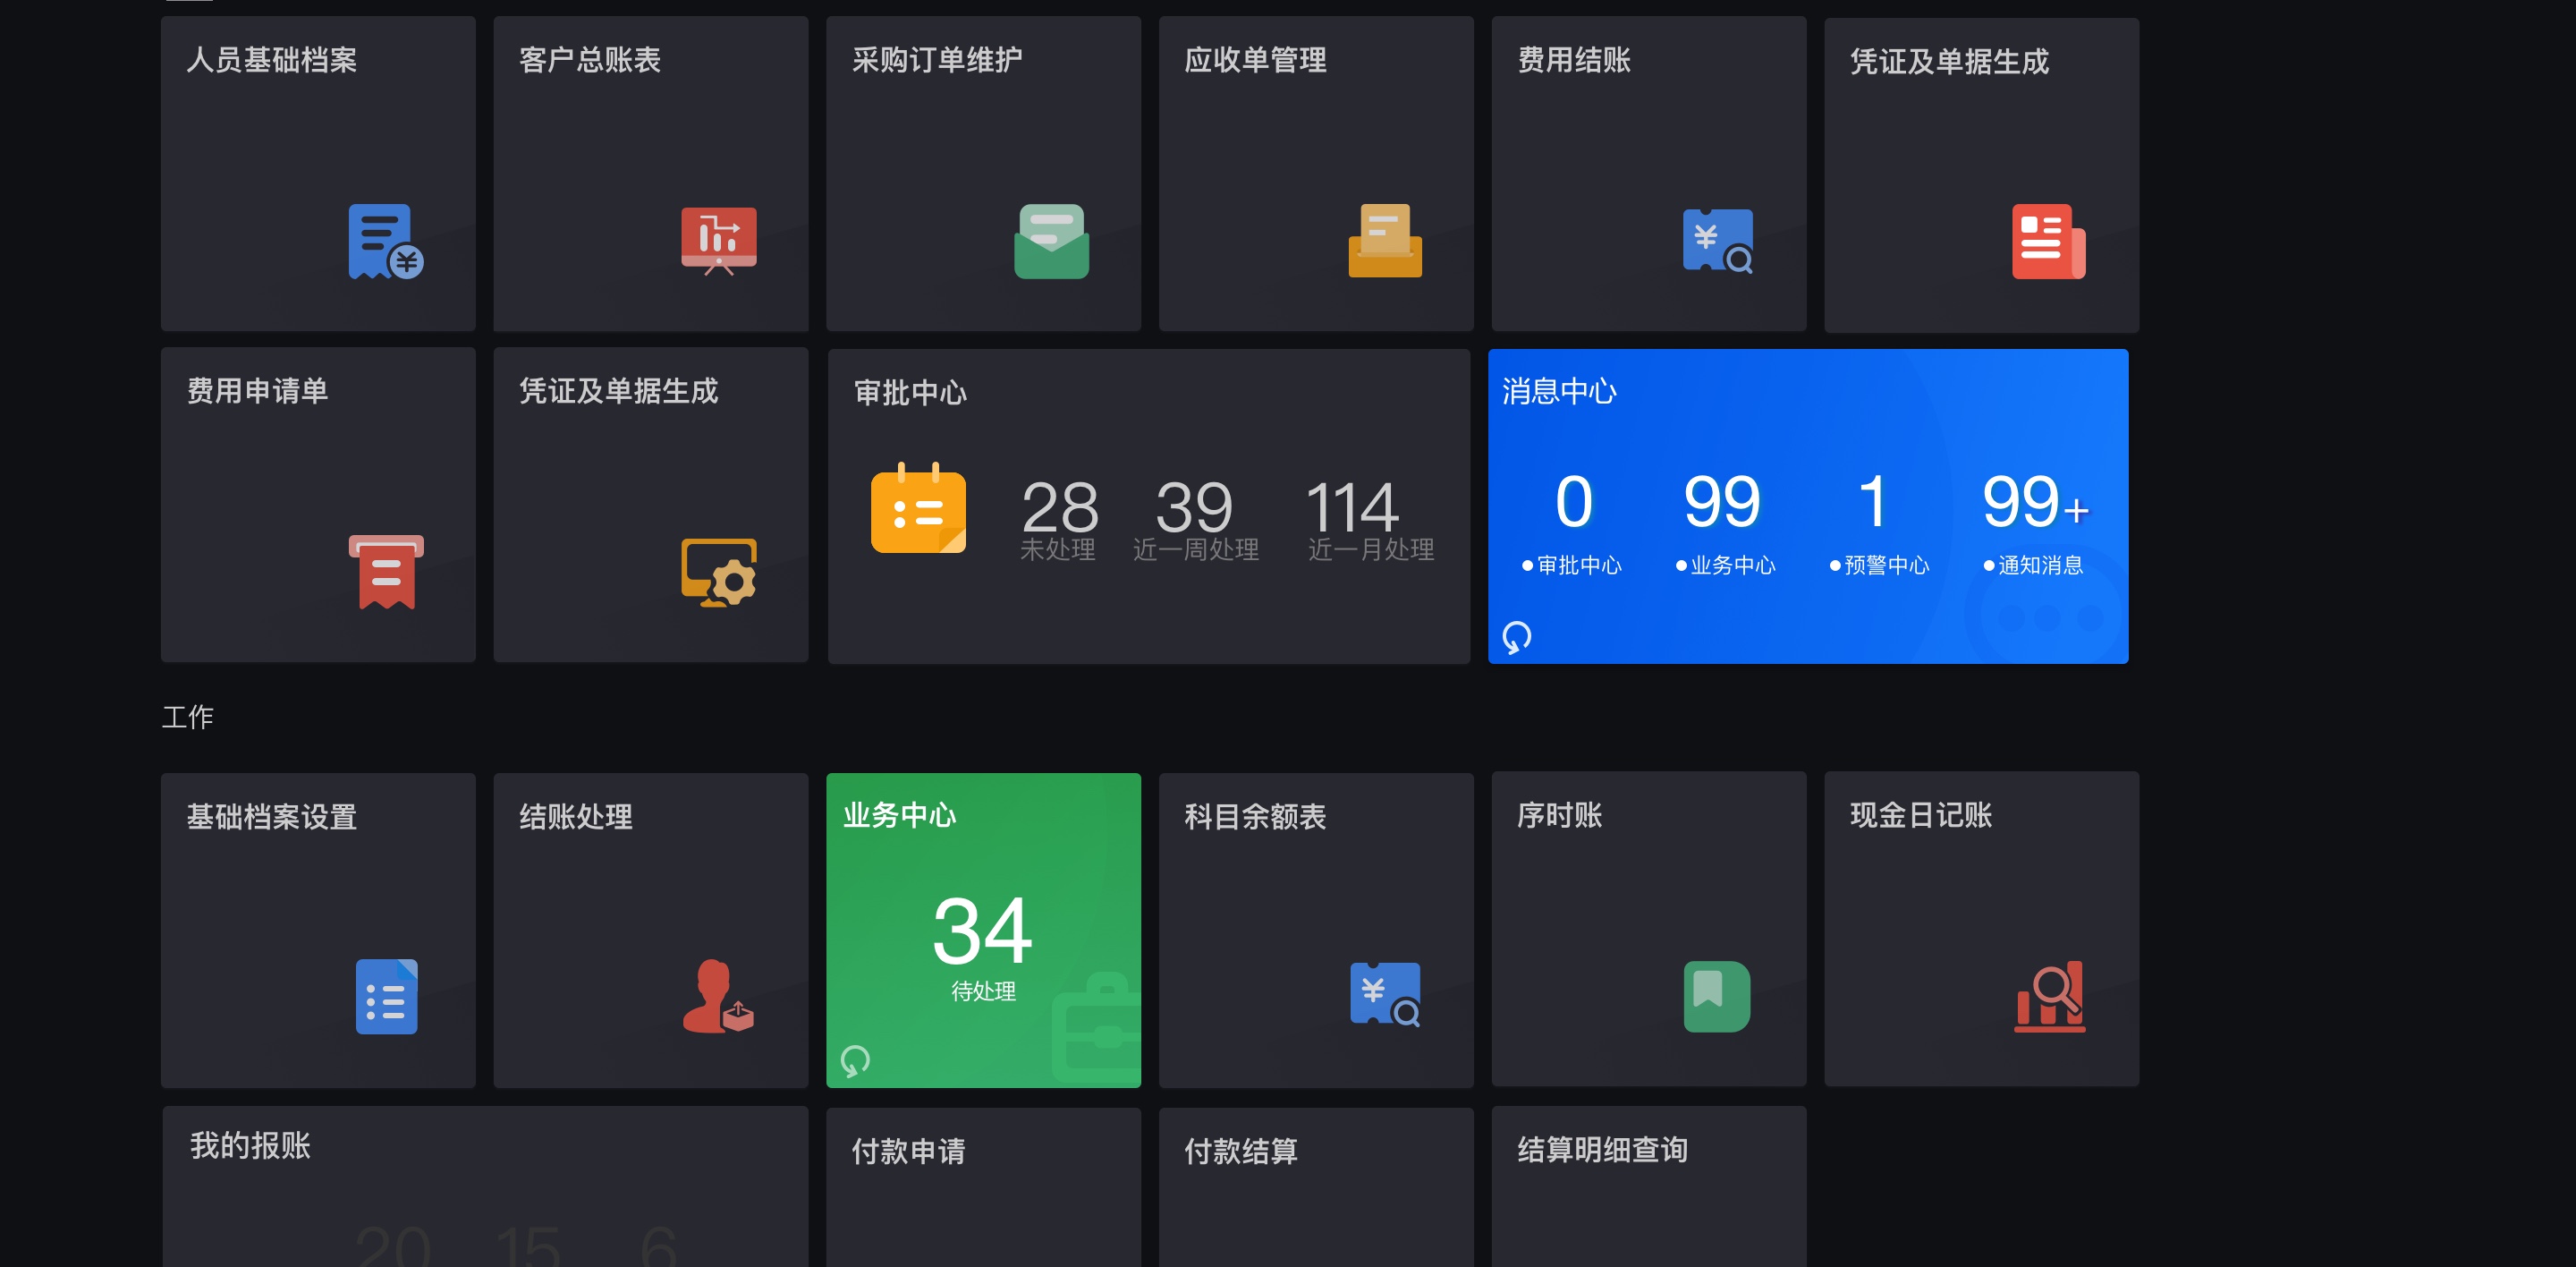 人员基础档案
客户总账表
采购订单维护
应收单管理
费用结账
凭证及单据生成
费用申请单
凭证及单据生成
审批中心
28 39 114
未处理 近一周处理 近一月处理
消息中心
0 99 1 99+
审批中心 业务中心 预警中心 通知消息
工作
基础档案设置
结账处理
业务中心
34
待处理
科目余额表
序时账
现金日记账
我的报账
20 15 6
付款申请
付款结算
结算明细查询